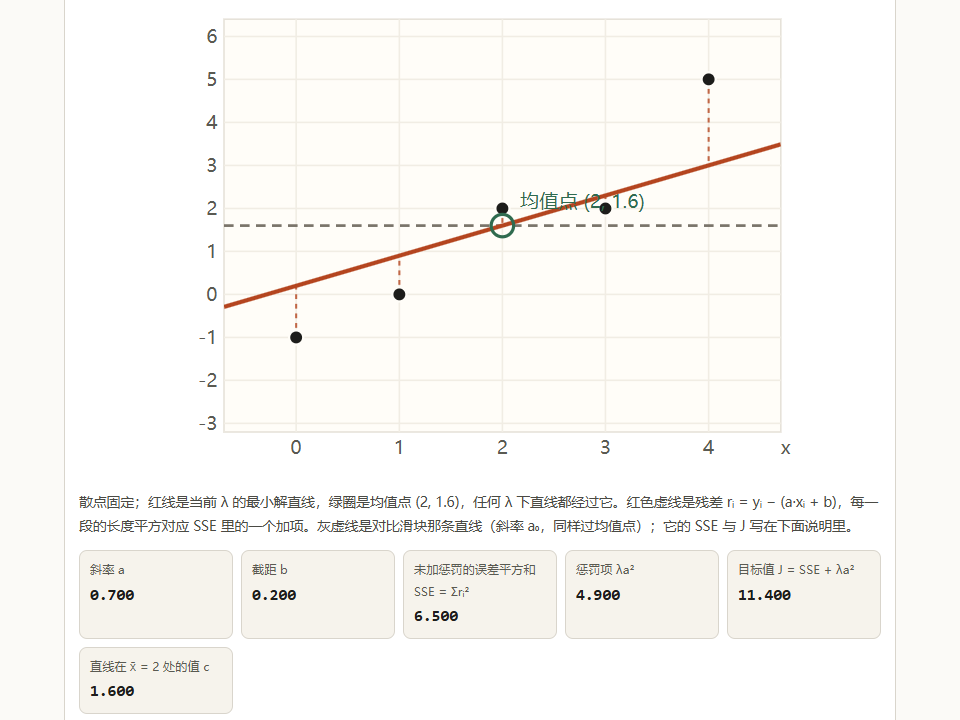 6
5
4
3
2
1
0
-1
-2
-3
均值点 (2, 1.6)
0 1 2 3 4 x
散点固定；红线是当前 λ 的最小解直线，绿圈是均值点 (2, 1.6)，任何 λ 下直线都经过它。红色虚线是残差 rᵢ = yᵢ − (a·xᵢ + b)，每一
段的长度平方对应 SSE 里的一个加项。灰虚线是对比滑块那条直线（斜率 a₀，同样过均值点）；它的 SSE 与 J 写在下面说明里。
斜率 a
0.700
截距 b
0.200
未加惩罚的误差平方和
SSE = Σrᵢ²
6.500
惩罚项 λa²
4.900
目标值 J = SSE + λa²
11.400
直线在 x̄ = 2 处的值 c
1.600